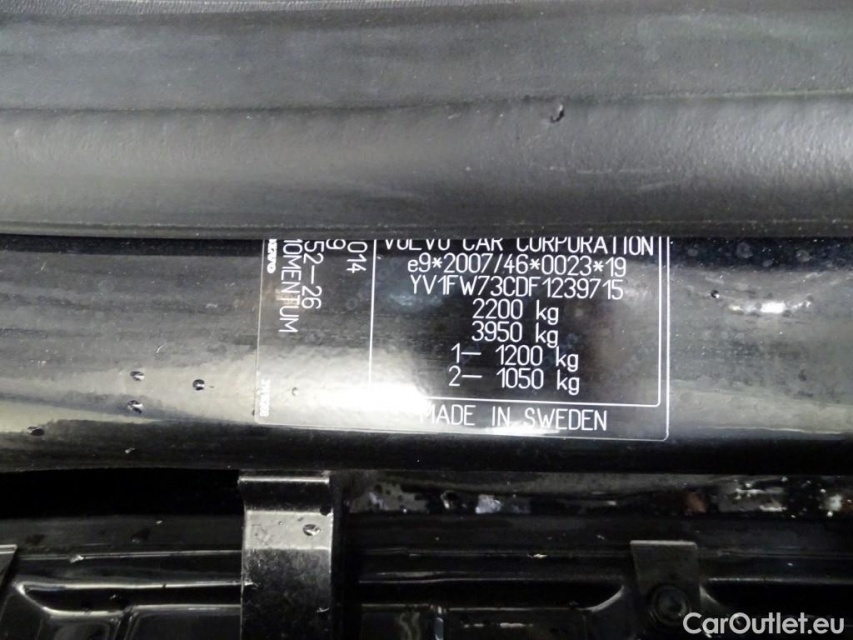 VOLVO CAR CORPORATION
e9*2007/46*0023*19
YV1FW73CDF1239715
2200 kg
3950 kg
1– 1200 kg
2– 1050 kg
MADE IN SWEDEN
014
9
52–26
MOMENTUM
CarOutlet.eu